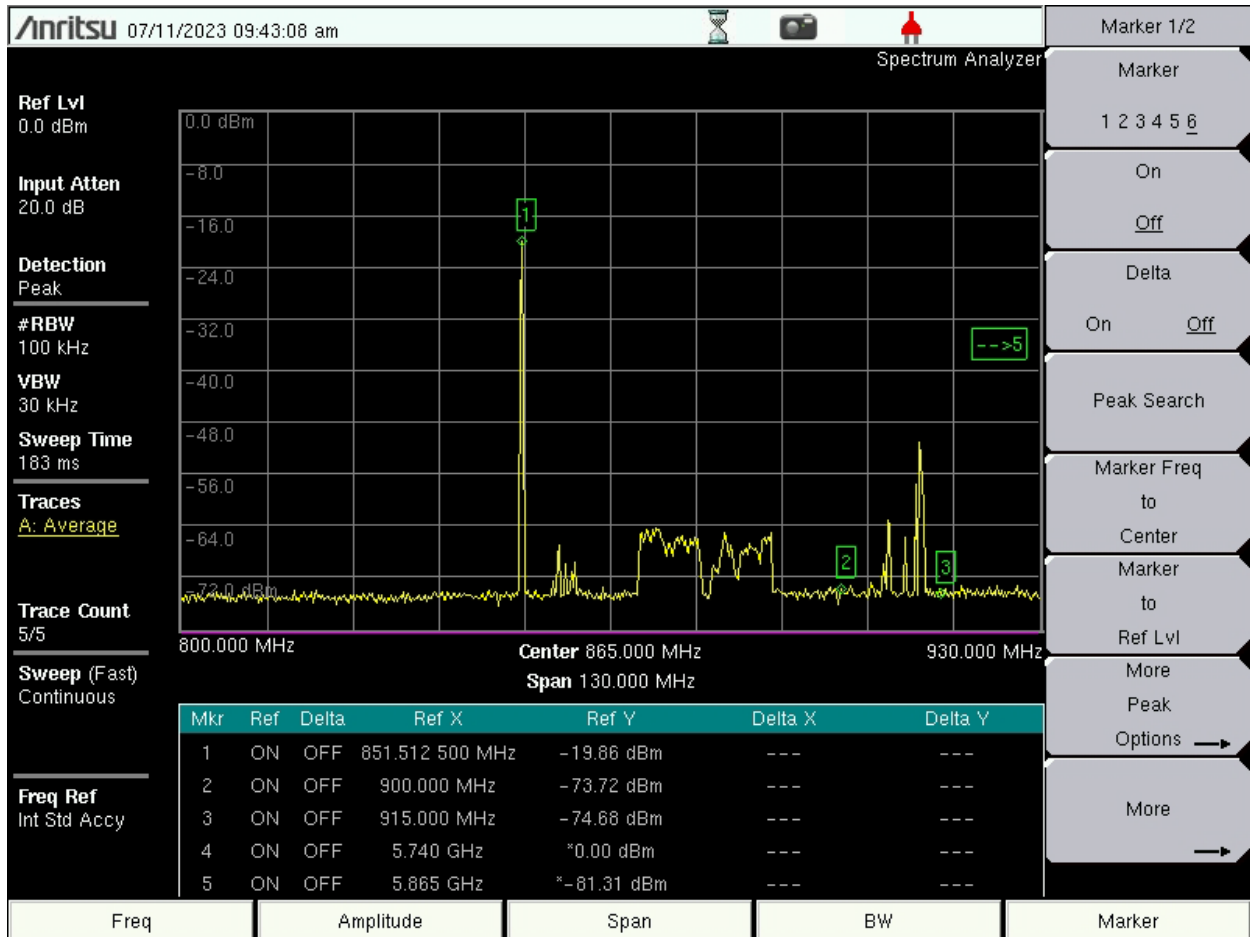 Anritsu 07/11/2023 09:43:08 am
Spectrum Analyzer
Ref Lvl
0.0 dBm
Input Atten
20.0 dB
Detection
Peak
#RBW
100 kHz
VBW
30 kHz
Sweep Time
183 ms
Traces
A: Average
Trace Count
5/5
Sweep (Fast)
Continuous
Freq Ref
Int Std Accy
0.0 dBm
-8.0
-16.0
-24.0
-32.0
-40.0
-48.0
-56.0
-64.0
-72.0 dBm
1
-->5
2
3
800.000 MHz
Center 865.000 MHz
930.000 MHz
Span 130.000 MHz
Mkr Ref Delta Ref X Ref Y Delta X Delta Y
1 ON OFF 851.512 500 MHz -19.86 dBm --- ---
2 ON OFF 900.000 MHz -73.72 dBm --- ---
3 ON OFF 915.000 MHz -74.68 dBm --- ---
4 ON OFF 5.740 GHz *0.00 dBm --- ---
5 ON OFF 5.865 GHz *-81.31 dBm --- ---
Marker 1/2
Marker
1 2 3 4 5 6
On
Off
Delta
On Off
Peak Search
Marker Freq
to
Center
Marker
to
Ref Lvl
More
Peak
Options
More
Freq Amplitude Span BW Marker